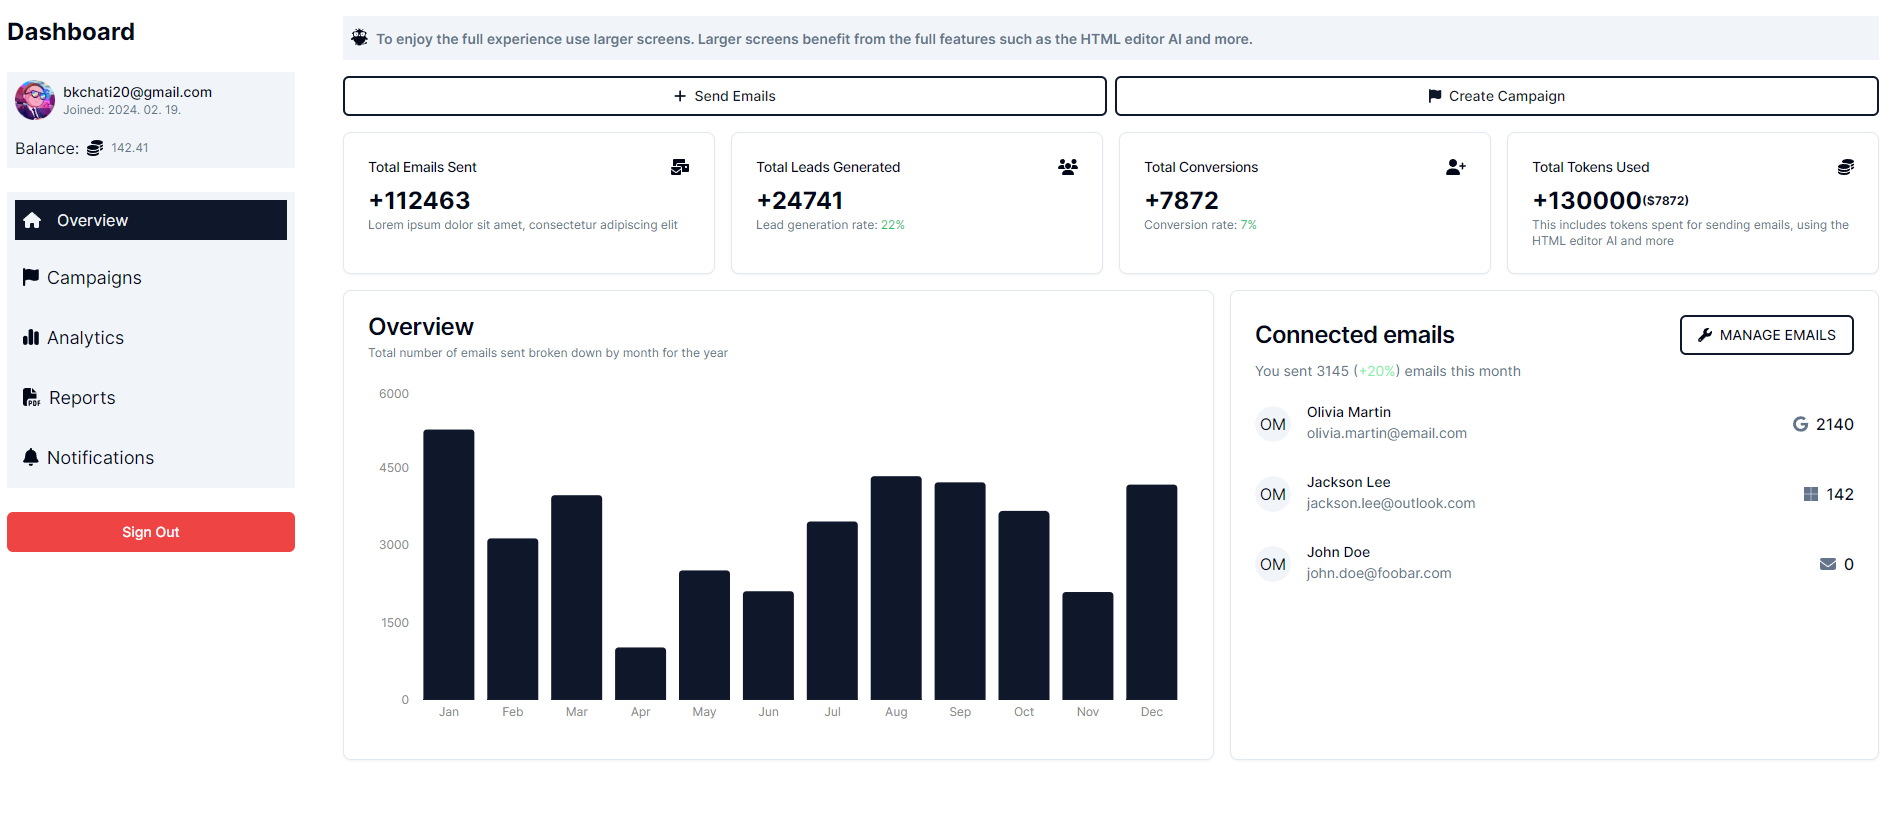 Dashboard
bkchati20@gmail.com
Joined: 2024. 02. 19.
Balance: 142.41
Overview
Campaigns
Analytics
Reports
Notifications
Sign Out
To enjoy the full experience use larger screens. Larger screens benefit from the full features such as the HTML editor AI and more.
Send Emails
Create Campaign
Total Emails Sent
+112463
Lorem ipsum dolor sit amet, consectetur adipiscing elit
Total Leads Generated
+24741
Lead generation rate: 22%
Total Conversions
+7872
Conversion rate: 7%
Total Tokens Used
+130000($7872)
This includes tokens spent for sending emails, using the
HTML editor AI and more
Overview
Total number of emails sent broken down by month for the year
6000
4500
3000
1500
0
Jan Feb Mar Apr May Jun Jul Aug Sep Oct Nov Dec
Connected emails
MANAGE EMAILS
You sent 3145 (+20%) emails this month
OM
Olivia Martin
olivia.martin@email.com
2140
OM
Jackson Lee
jackson.lee@outlook.com
142
OM
John Doe
john.doe@foobar.com
0